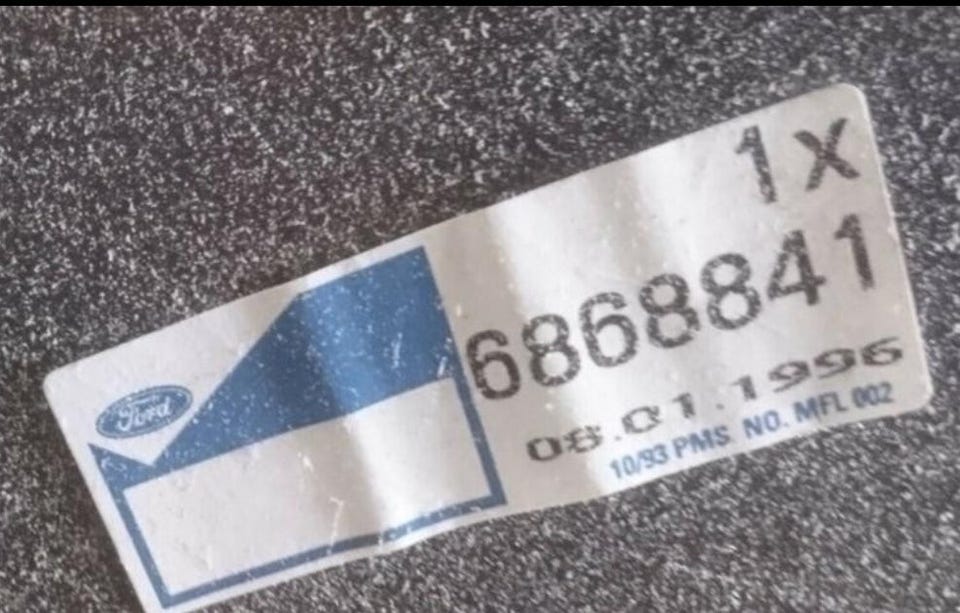 1x
6868841
08.01.1996
10/93 PMS NO. MFL 002
Ford